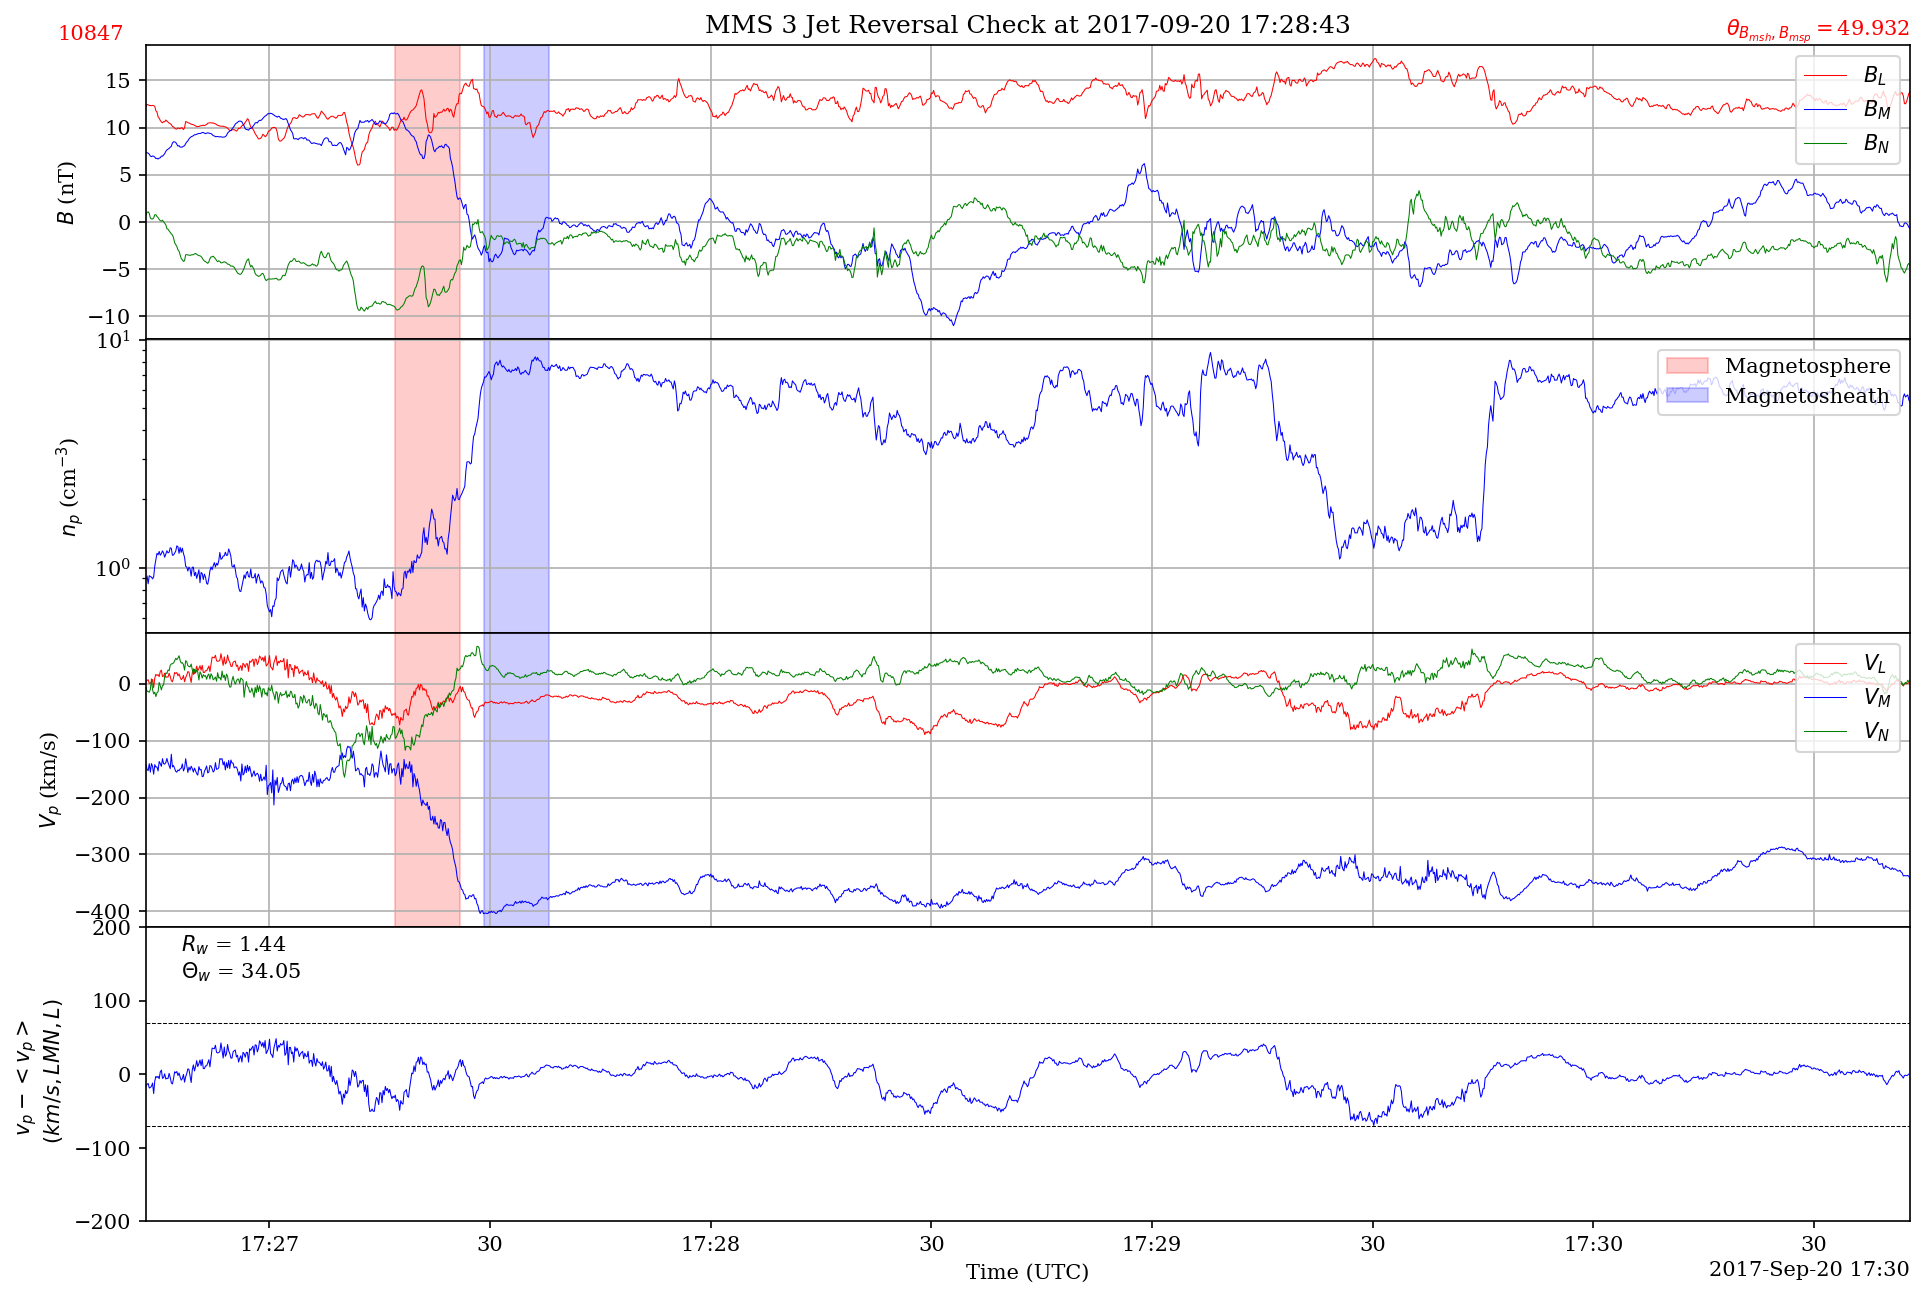 10847
MMS 3 Jet Reversal Check at 2017-09-20 17:28:43
θ_{B_{msh}, B_{msp}} = 49.932
B (nT)
15
10
5
0
−5
−10
B_L
B_M
B_N
n_p (cm^{−3})
10^1
10^0
Magnetosphere
Magnetosheath
V_p (km/s)
0
−100
−200
−300
−400
V_L
V_M
V_N
v_p − < v_p >
(km/s, LMN, L)
200
100
0
−100
−200
R_w = 1.44
Θ_w = 34.05
17:27 30 17:28 30 17:29 30 17:30 30
Time (UTC)
2017-Sep-20 17:30